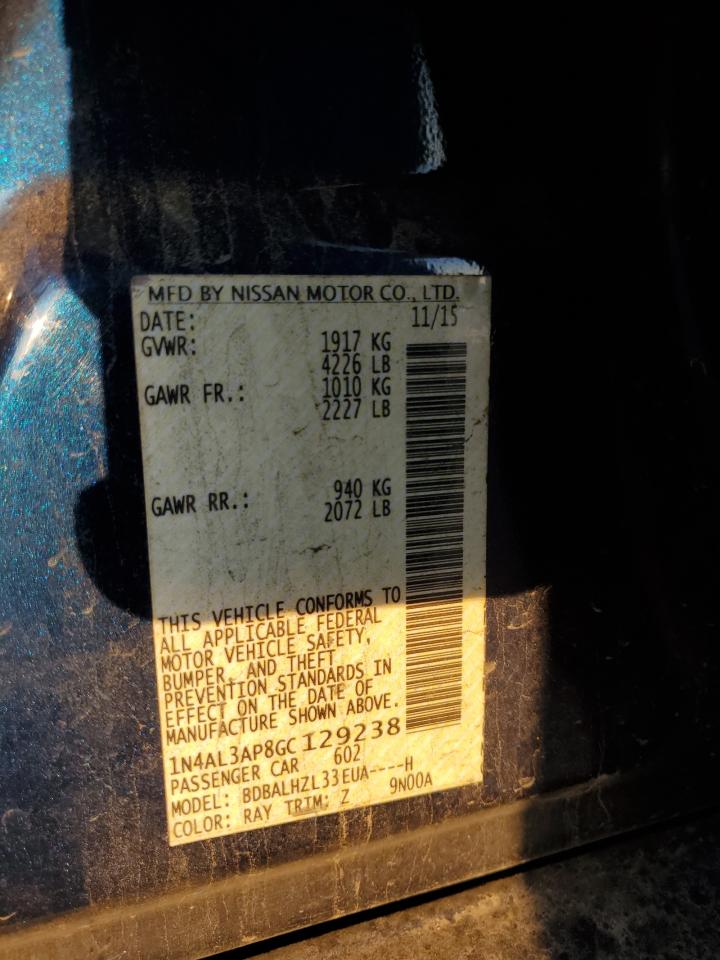 MFD BY NISSAN MOTOR CO., LTD.
DATE: 11/15
GVWR: 1917 KG
4226 LB
GAWR FR.: 1010 KG
2227 LB
GAWR RR.: 940 KG
2072 LB
THIS VEHICLE CONFORMS TO
ALL APPLICABLE FEDERAL
MOTOR VEHICLE SAFETY,
BUMPER, AND THEFT
PREVENTION STANDARDS IN
EFFECT ON THE DATE OF
MANUFACTURE SHOWN ABOVE.
1N4AL3AP8GC129238
PASSENGER CAR 602
MODEL: BDBALHZL33EUA----H
COLOR: RAY TRIM: Z 9N00A